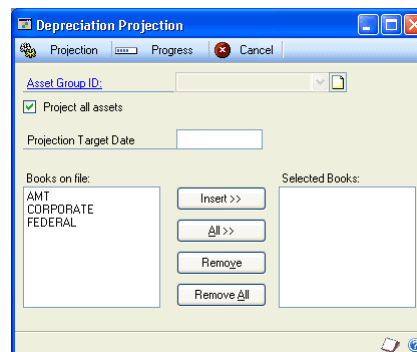 Depreciation Projection
Projection Progress Cancel
Asset Group ID:
Project all assets
Projection Target Date
Books on file: Selected Books:
AMT
CORPORATE
FEDERAL
Insert >>
All >>
Remove
Remove All